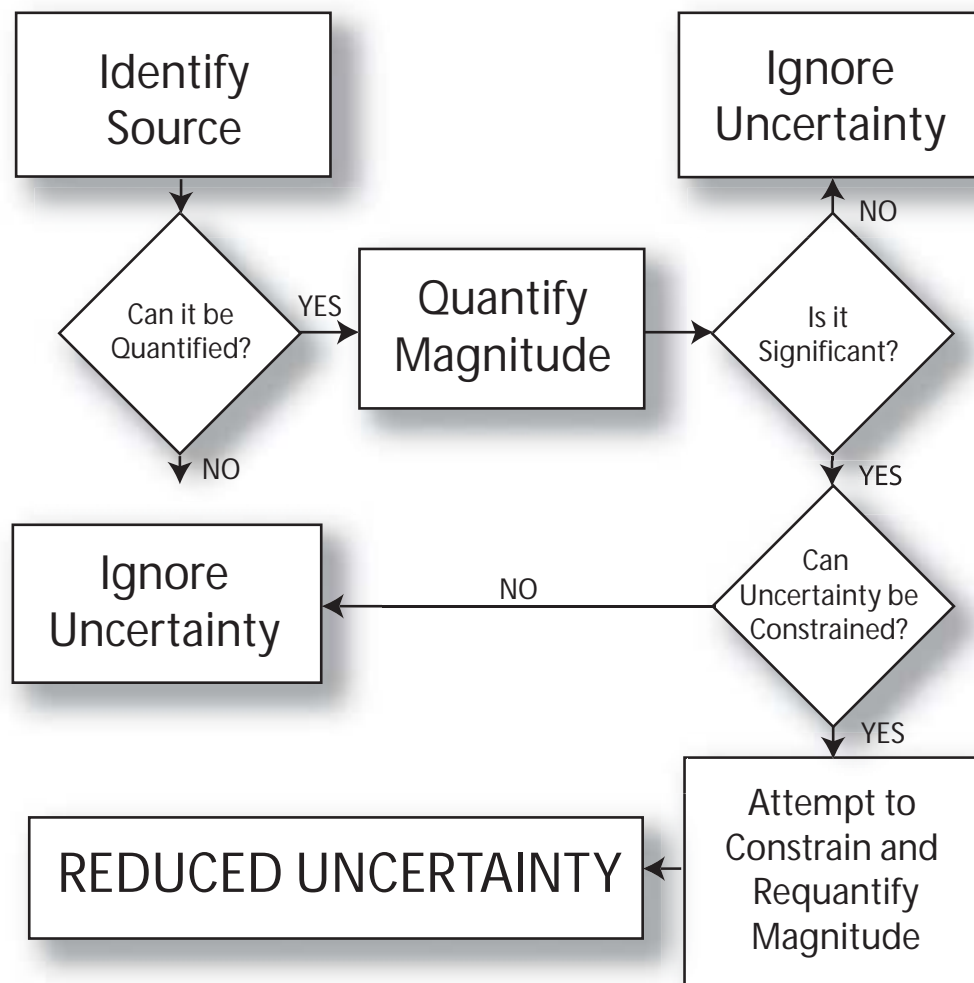 Identify
Source
Ignore
Uncertainty
NO
Can it be
Quantified?
YES
Quantify
Magnitude
Is it
Significant?
NO
YES
Ignore
Uncertainty
NO
Can
Uncertainty be
Constrained?
YES
REDUCED UNCERTAINTY
Attempt to
Constrain and
Requantify
Magnitude